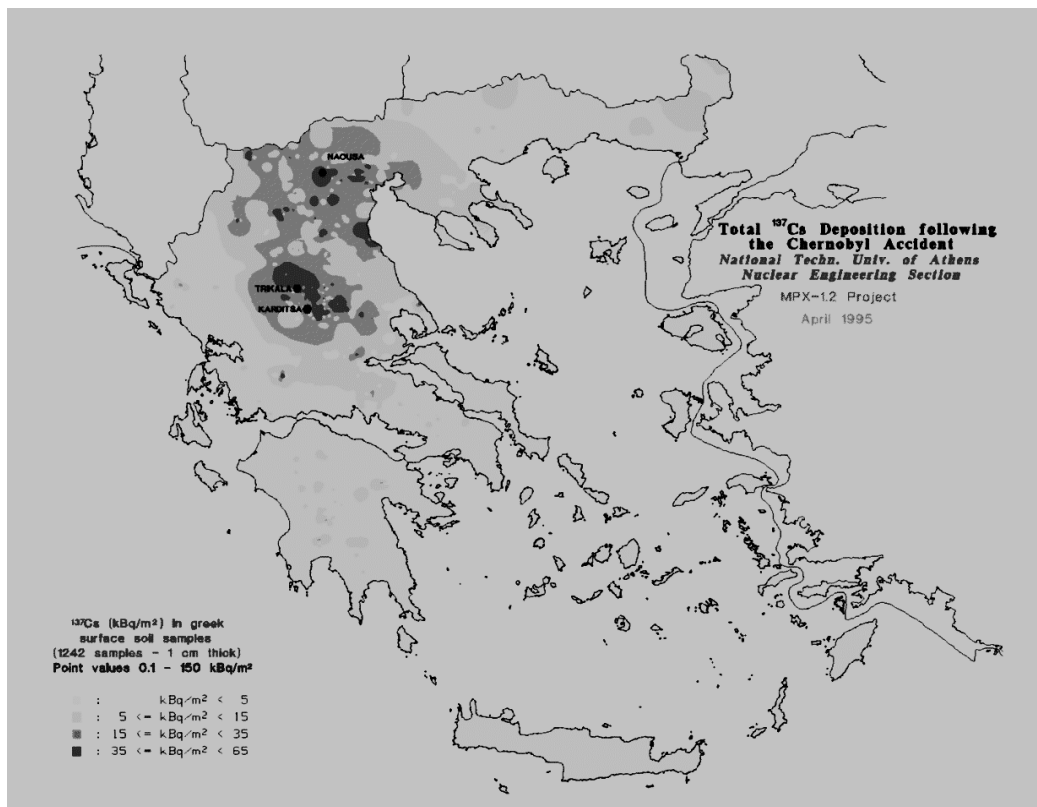 NAOUSA
Total ¹³⁷Cs Deposition following
the Chernobyl Accident
National Techn. Univ. of Athens
Nuclear Engineering Section
MPX-1.2 Project
April 1995
TRIKALA
KARDITSA
¹³⁷Cs (kBq/m²) in greek
surface soil samples
(1242 samples - 1 cm thick)
Point values 0.1 - 150 kBq/m²
: kBq/m² < 5
: 5 <= kBq/m² < 15
: 15 <= kBq/m² < 35
: 35 <= kBq/m² < 65